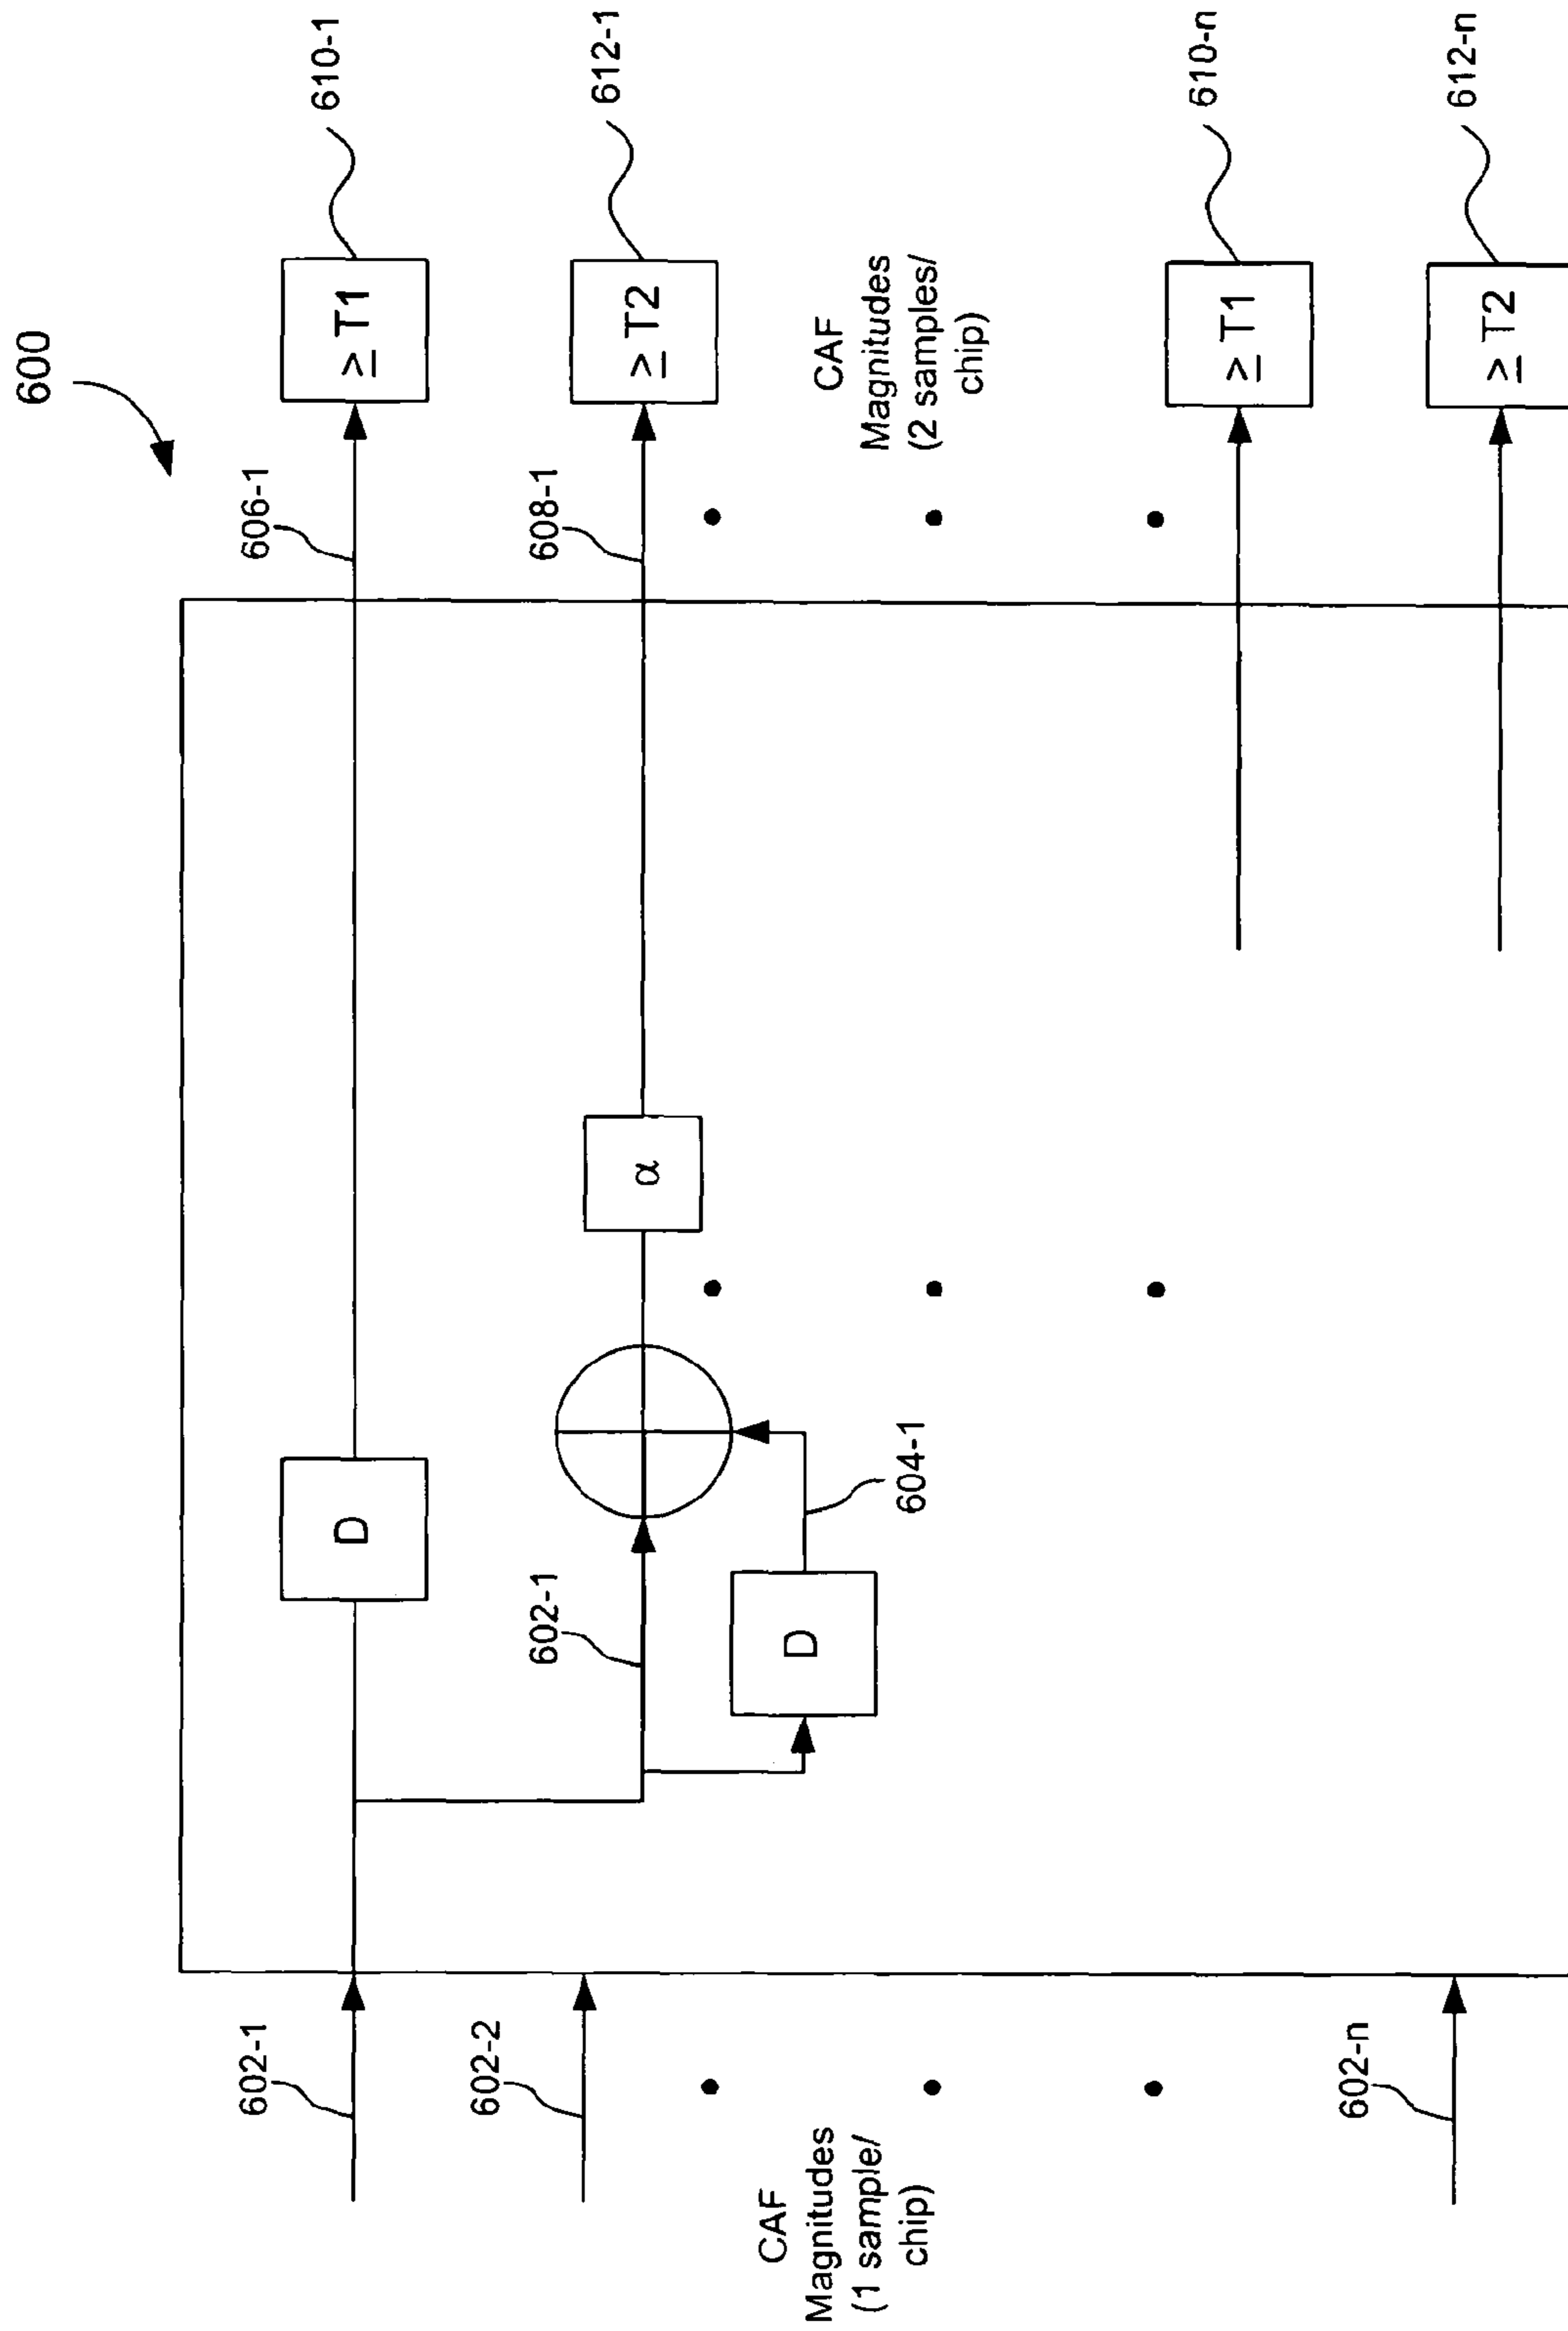 600
602-1
D
606-1
≥ T1
610-1
602-2
602-1
α
608-1
≥ T2
612-1
D
604-1
CAF
Magnitudes
(1 sample/
chip)
CAF
Magnitudes
(2 samples/
chip)
≥ T1
610-n
602-n
≥ T2
612-n